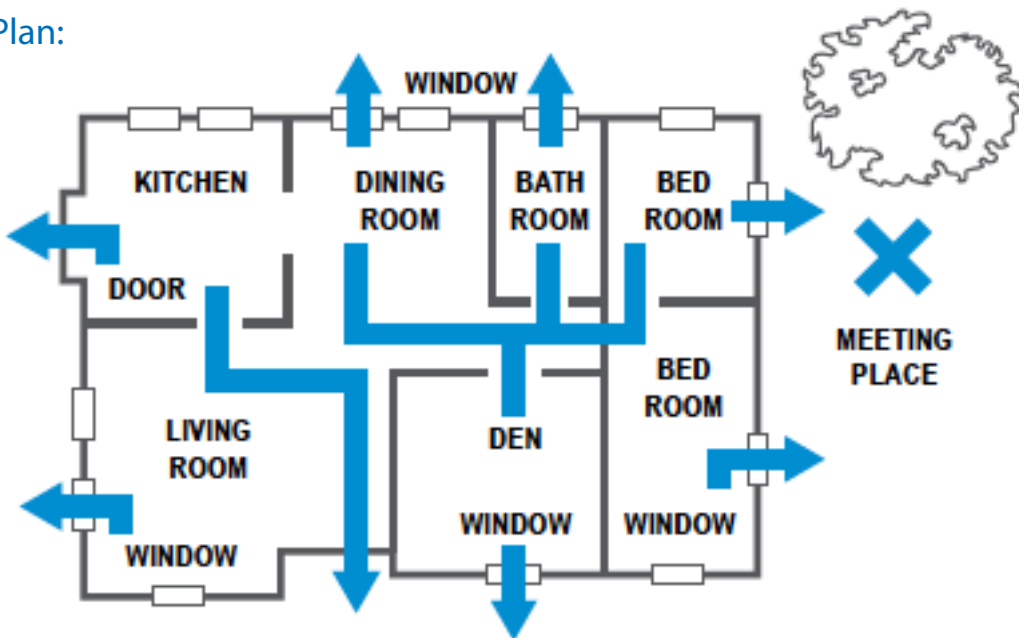 Plan:
WINDOW
KITCHEN
DINING
ROOM
BATH
ROOM
BED
ROOM
DOOR
MEETING
PLACE
BED
ROOM
LIVING
ROOM
DEN
WINDOW
WINDOW
WINDOW